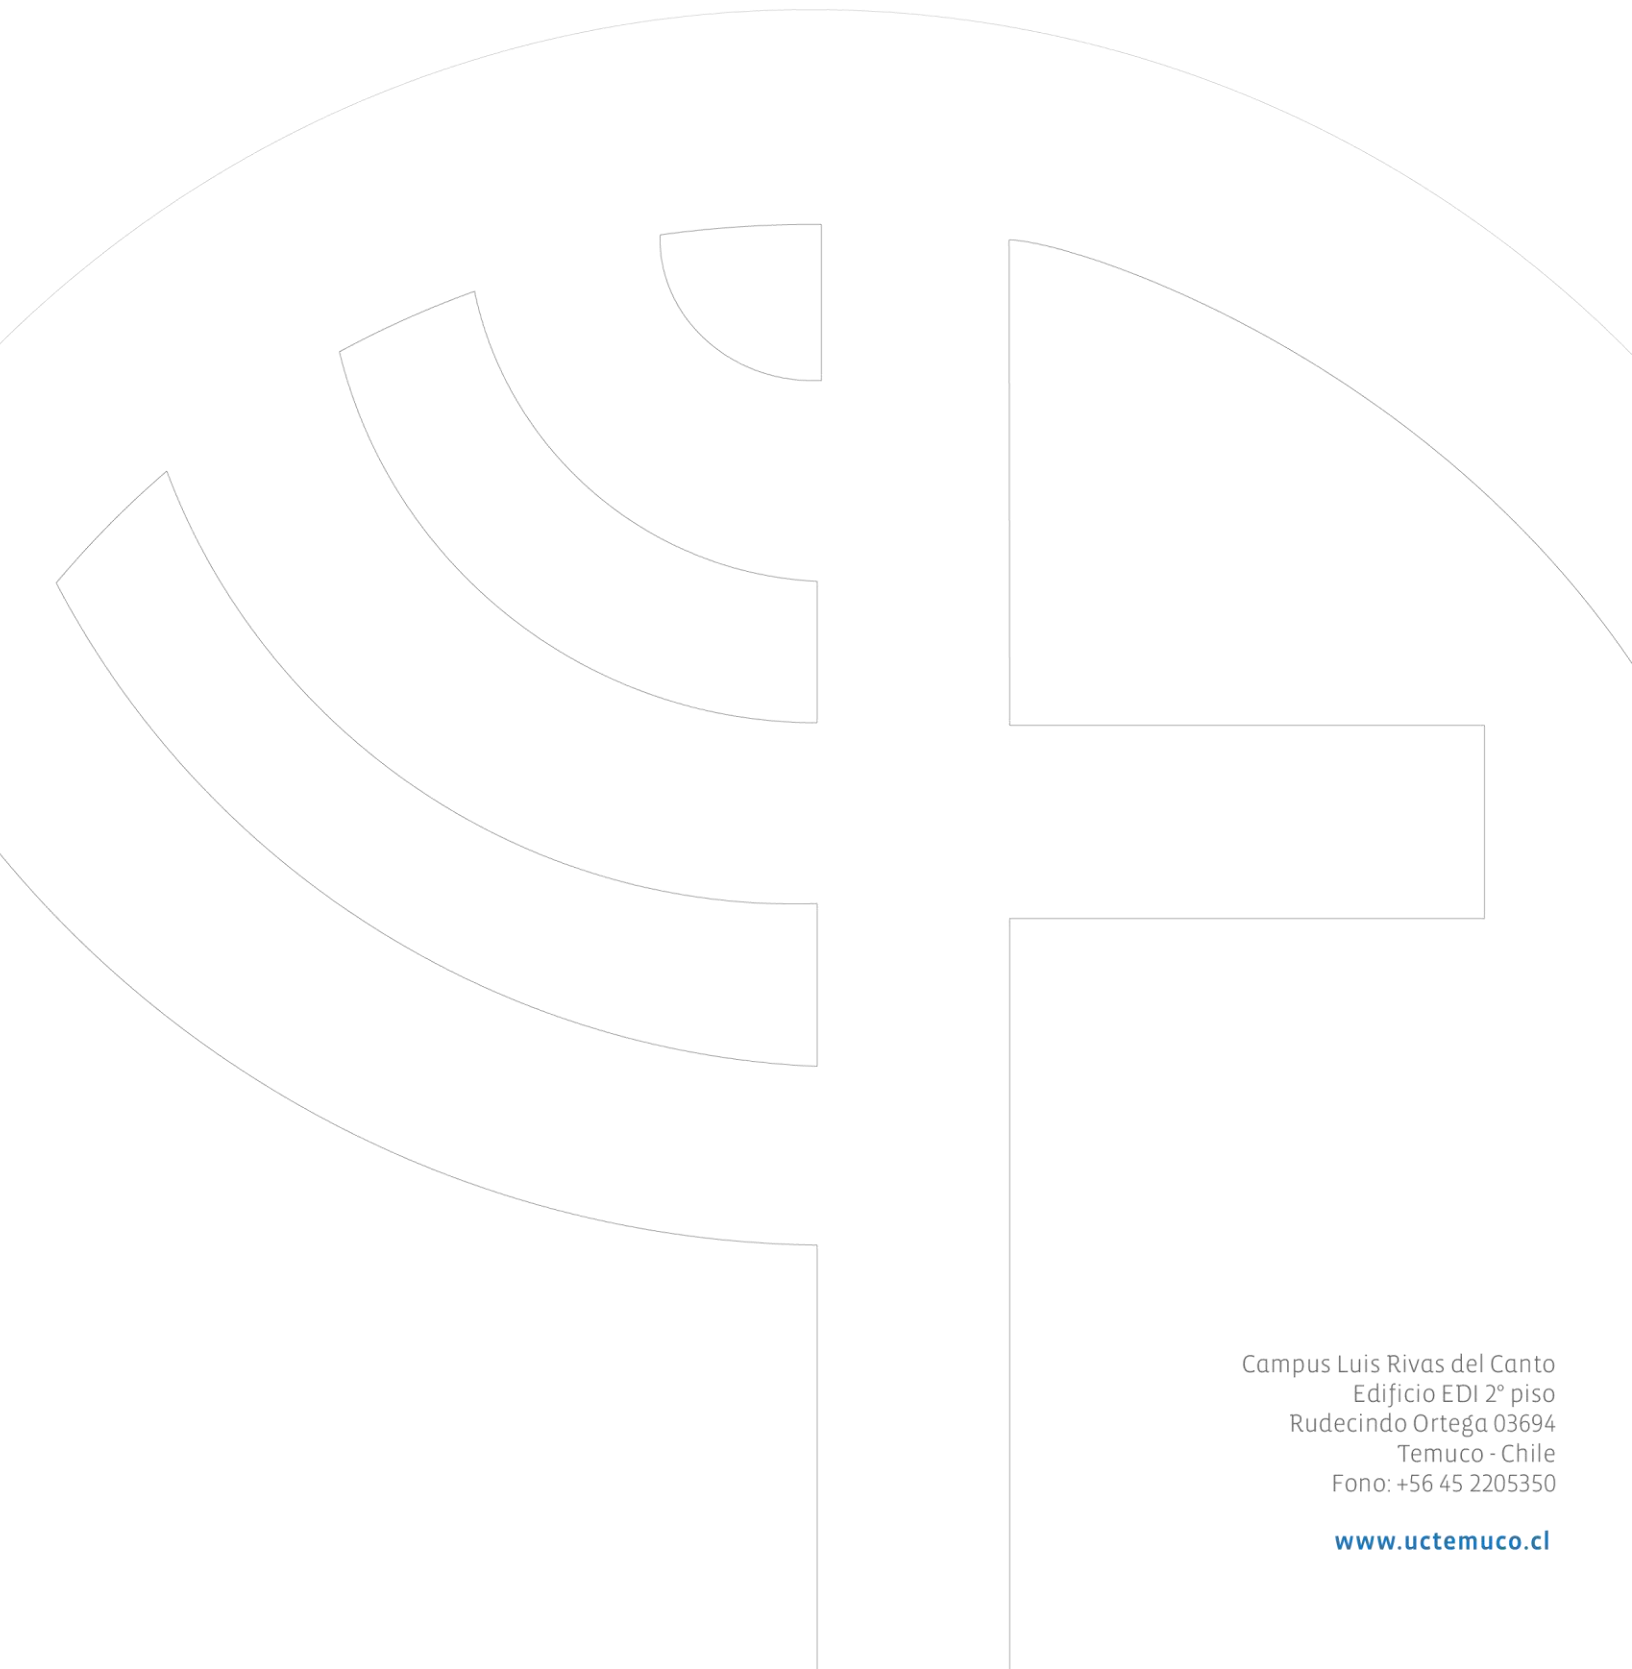 Campus Luis Rivas del Canto
Edificio EDI 2° piso
Rudecindo Ortega 03694
Temuco - Chile
Fono: +56 45 2205350
www.uctemuco.cl